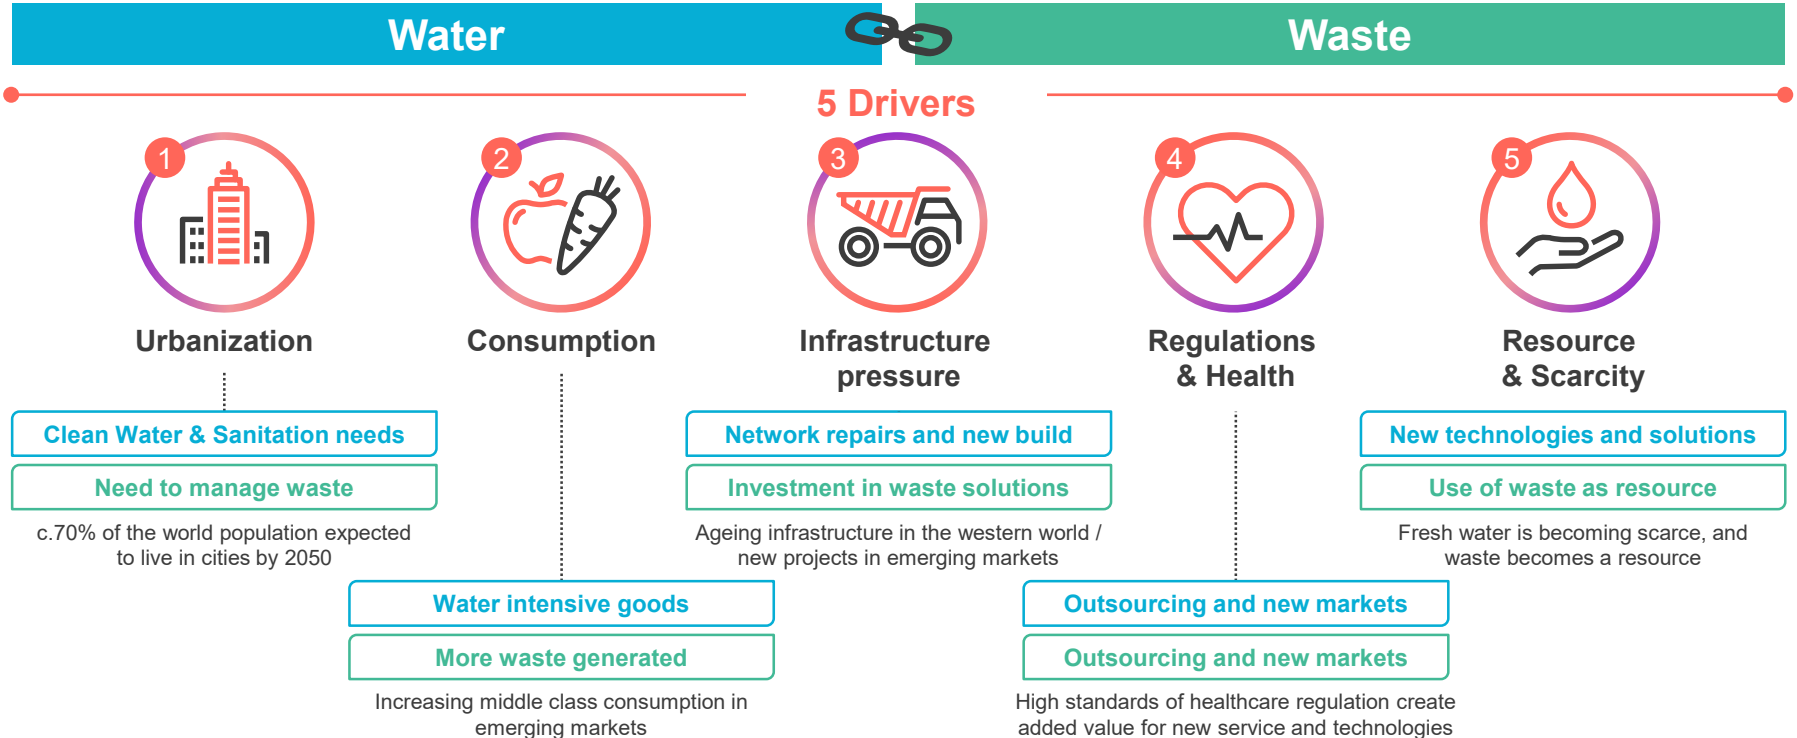 Water
Waste
5 Drivers
1
Urbanization
Clean Water & Sanitation needs
Need to manage waste
c.70% of the world population expected
to live in cities by 2050
2
Consumption
Water intensive goods
More waste generated
Increasing middle class consumption in
emerging markets
3
Infrastructure
pressure
Network repairs and new build
Investment in waste solutions
Ageing infrastructure in the western world /
new projects in emerging markets
4
Regulations
& Health
Outsourcing and new markets
Outsourcing and new markets
High standards of healthcare regulation create
added value for new service and technologies
5
Resource
& Scarcity
New technologies and solutions
Use of waste as resource
Fresh water is becoming scarce, and
waste becomes a resource